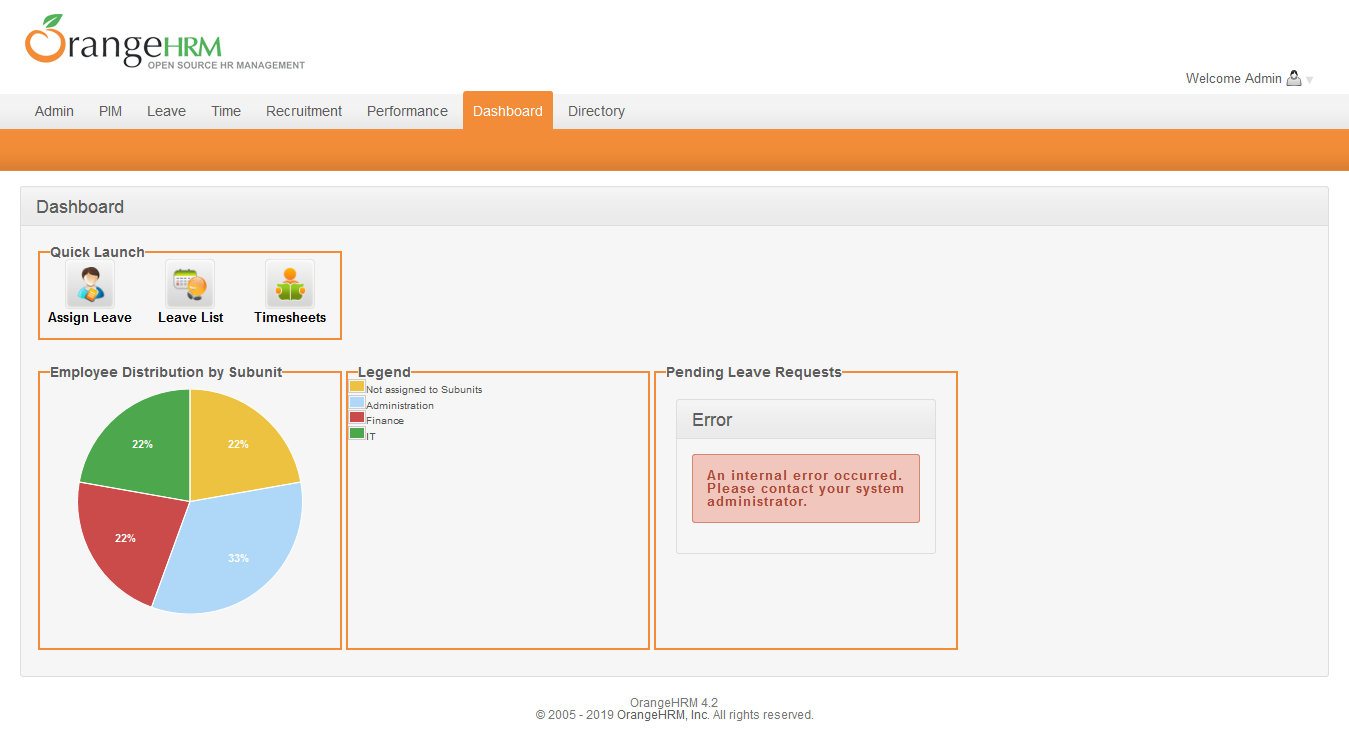 OrangeHRM
OPEN SOURCE HR MANAGEMENT
Welcome Admin
Admin PIM Leave Time Recruitment Performance Dashboard Directory
Dashboard
Quick Launch
Assign Leave Leave List Timesheets
Employee Distribution by Subunit
22%
22%
22%
33%
Legend
Not assigned to Subunits
Administration
Finance
IT
Pending Leave Requests
Error
An internal error occurred.
Please contact your system
administrator.
OrangeHRM 4.2
© 2005 - 2019 OrangeHRM, Inc. All rights reserved.